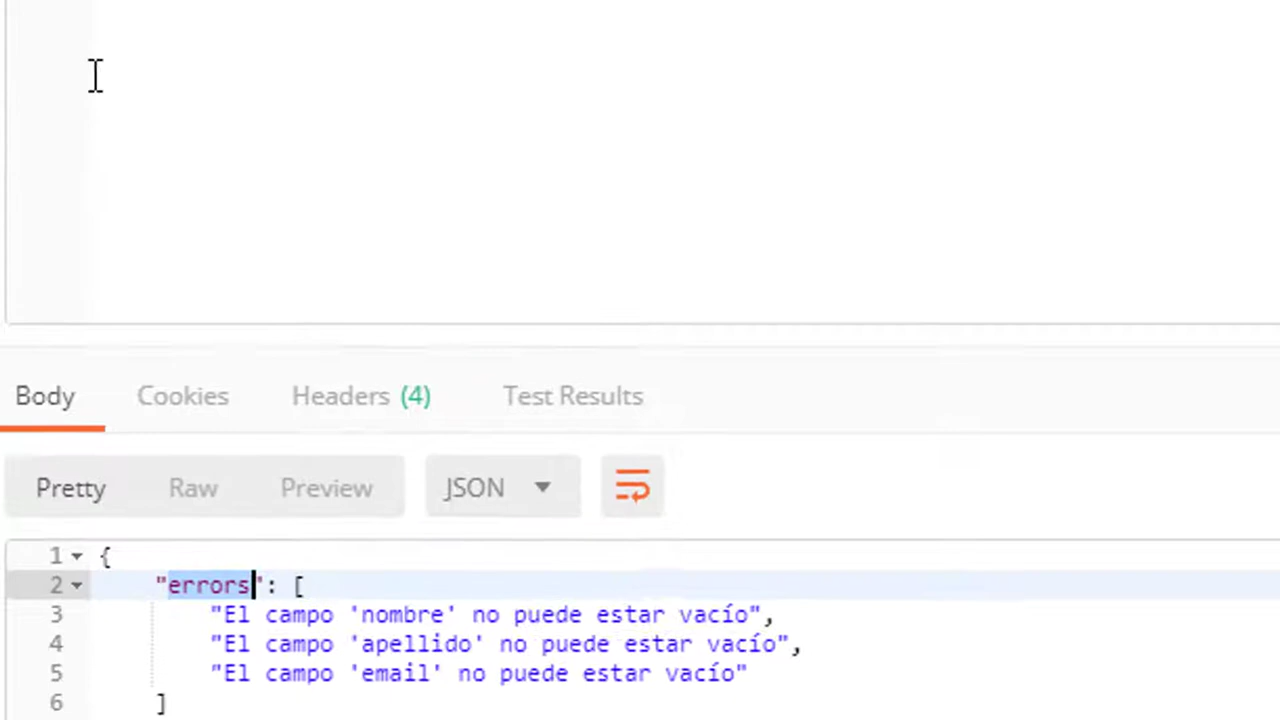 Body Cookies Headers (4) Test Results
Pretty Raw Preview JSON
1 {
2 "errors": [
3 "El campo 'nombre' no puede estar vacío",
4 "El campo 'apellido' no puede estar vacío",
5 "El campo 'email' no puede estar vacío"
6 ]